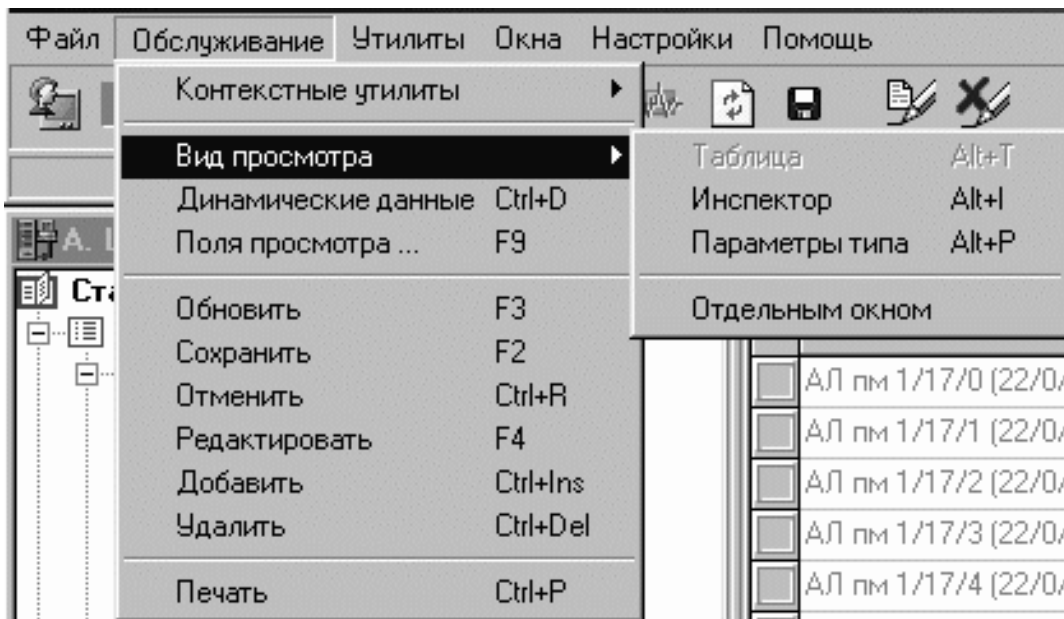 Файл Обслуживание Утилиты Окна Настройки Помощь
Контекстные утилиты
Вид просмотра
Таблица Alt+T
Динамические данные Ctrl+D
Инспектор Alt+I
Поля просмотра ... F9
Параметры типа Alt+P
Обновить F3
Отдельным окном
Сохранить F2
Отменить Ctrl+R
Редактировать F4
Добавить Ctrl+Ins
Удалить Ctrl+Del
Печать Ctrl+P
А.
АЛ пм 1/17/0 (22/0/
АЛ пм 1/17/1 (22/0/
АЛ пм 1/17/2 (22/0/
АЛ пм 1/17/3 (22/0/
АЛ пм 1/17/4 (22/0/